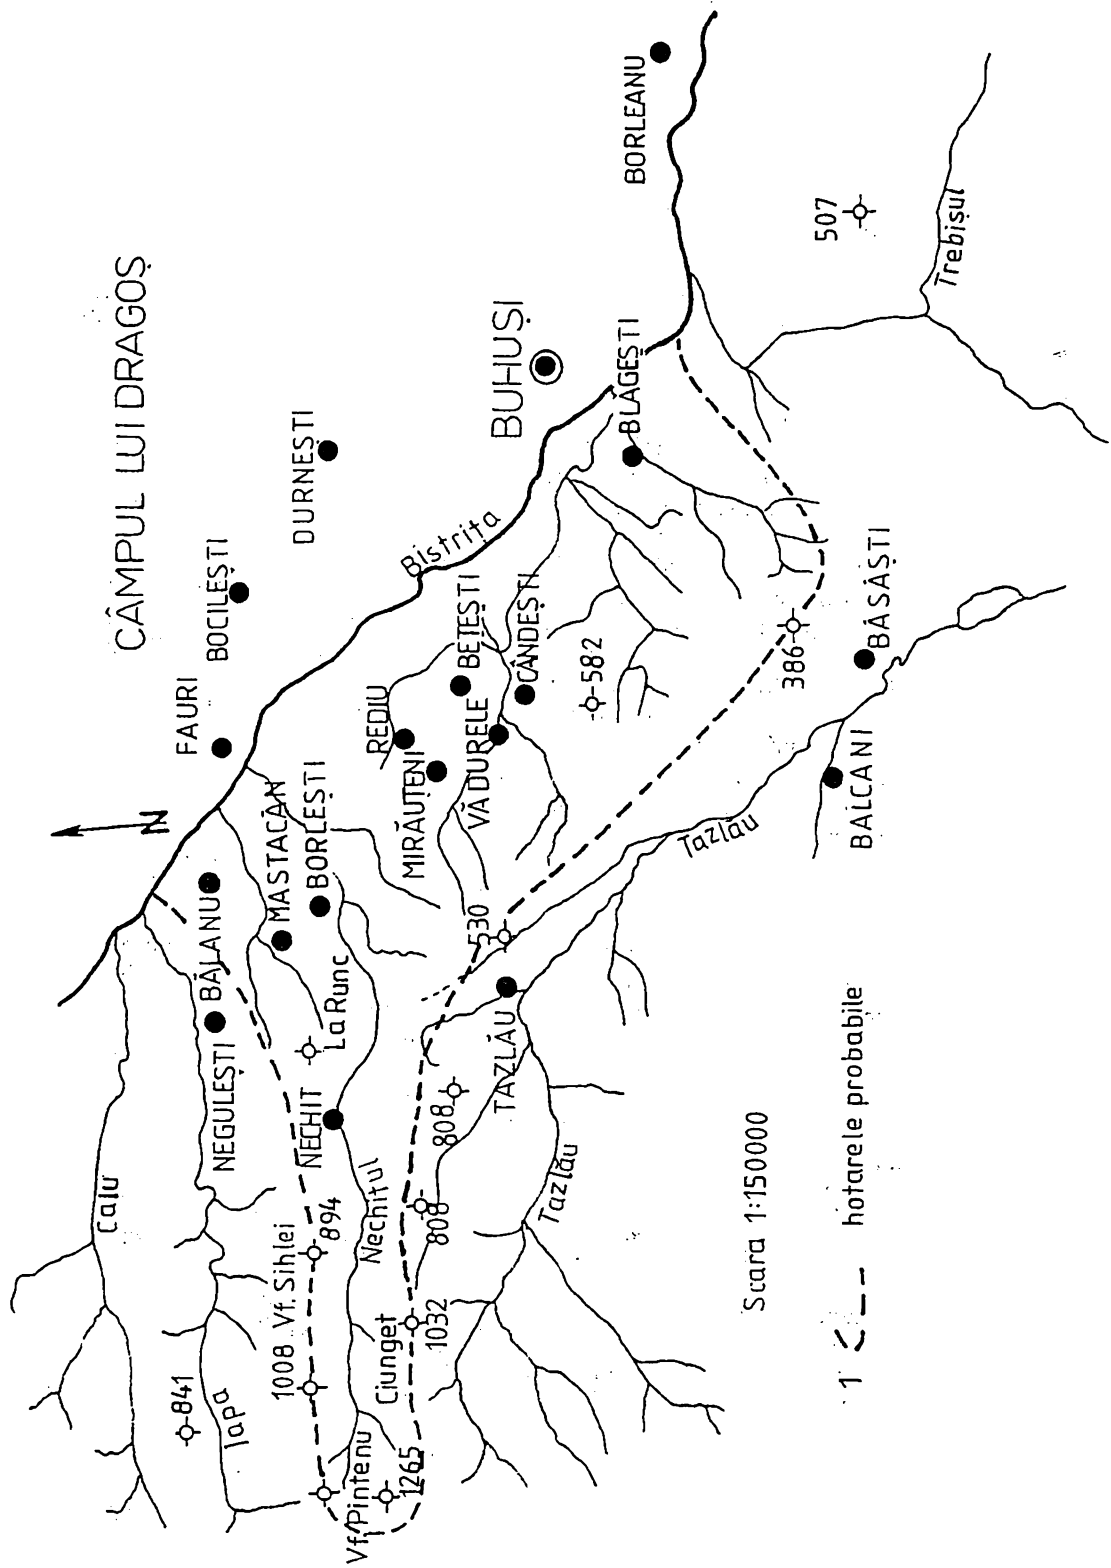 CÂMPUL LUI DRAGOȘ
BOCILEȘTI
DURNEȘTI
FAURI
BUHUȘI
BORLEANU
Bistrița
BĂLANU
NEGULEȘTI
MASTACĂN
BORLEȘTI
REDIU
MIRĂUȚENI
BEȚEȘTI
VĂDURELE
CÂNDEȘTI
BLĂGEȘTI
582
507
Trebișul
386
BĂSĂȘTI
BALCANI
Tazlău
530
La Runc
NECHIT
Nechitul
TAZLĂU
808
808
Tazlău
Calu
Iapa
841
1008 Vf. Sihlei
894
Ciunget
1032
Vf. Pintenu
1265
N
Scara 1:150000
1 hotarele probabile